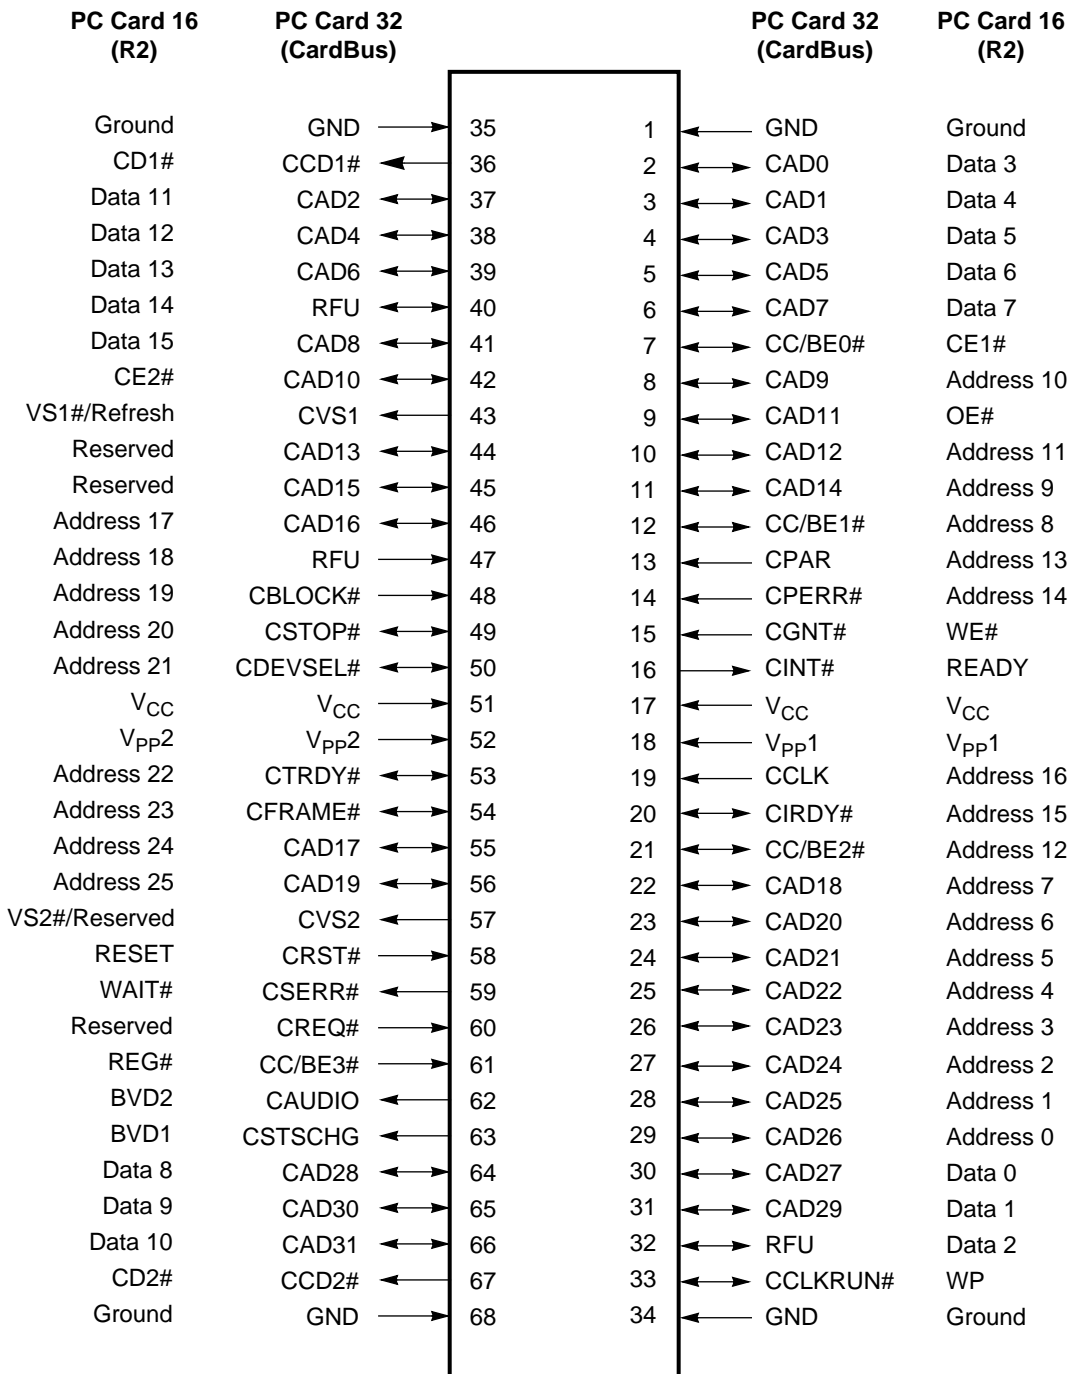 PC Card 16 PC Card 32 PC Card 32 PC Card 16
(R2) (CardBus) (CardBus) (R2)
Ground GND 35 1 GND Ground
CD1# CCD1# 36 2 CAD0 Data 3
Data 11 CAD2 37 3 CAD1 Data 4
Data 12 CAD4 38 4 CAD3 Data 5
Data 13 CAD6 39 5 CAD5 Data 6
Data 14 RFU 40 6 CAD7 Data 7
Data 15 CAD8 41 7 CC/BE0# CE1#
CE2# CAD10 42 8 CAD9 Address 10
VS1#/Refresh CVS1 43 9 CAD11 OE#
Reserved CAD13 44 10 CAD12 Address 11
Reserved CAD15 45 11 CAD14 Address 9
Address 17 CAD16 46 12 CC/BE1# Address 8
Address 18 RFU 47 13 CPAR Address 13
Address 19 CBLOCK# 48 14 CPERR# Address 14
Address 20 CSTOP# 49 15 CGNT# WE#
Address 21 CDEVSEL# 50 16 CINT# READY
VCC VCC 51 17 VCC VCC
VPP2 VPP2 52 18 VPP1 VPP1
Address 22 CTRDY# 53 19 CCLK Address 16
Address 23 CFRAME# 54 20 CIRDY# Address 15
Address 24 CAD17 55 21 CC/BE2# Address 12
Address 25 CAD19 56 22 CAD18 Address 7
VS2#/Reserved CVS2 57 23 CAD20 Address 6
RESET CRST# 58 24 CAD21 Address 5
WAIT# CSERR# 59 25 CAD22 Address 4
Reserved CREQ# 60 26 CAD23 Address 3
REG# CC/BE3# 61 27 CAD24 Address 2
BVD2 CAUDIO 62 28 CAD25 Address 1
BVD1 CSTSCHG 63 29 CAD26 Address 0
Data 8 CAD28 64 30 CAD27 Data 0
Data 9 CAD30 65 31 CAD29 Data 1
Data 10 CAD31 66 32 RFU Data 2
CD2# CCD2# 67 33 CCLKRUN# WP
Ground GND 68 34 GND Ground